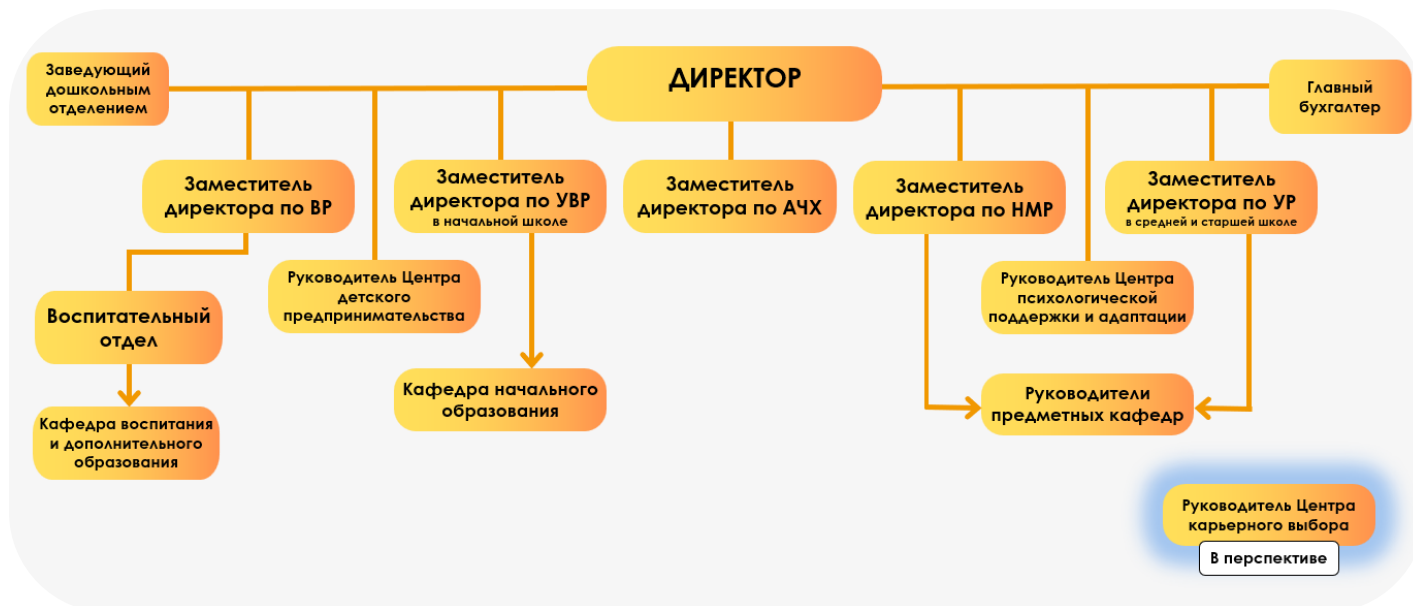 Заведующий
дошкольным
отделением
ДИРЕКТОР
Главный
бухгалтер
Заместитель
директора по ВР
Заместитель
директора по УВР
в начальной школе
Заместитель
директора по АЧХ
Заместитель
директора по НМР
Заместитель
директора по УР
в средней и старшей школе
Руководитель Центра
детского
предпринимательства
Руководитель Центра
психологической
поддержки и адаптации
Воспитательный
отдел
Кафедра начального
образования
Руководители
предметных кафедр
Кафедра воспитания
и дополнительного
образования
Руководитель Центра
карьерного выбора
В перспективе